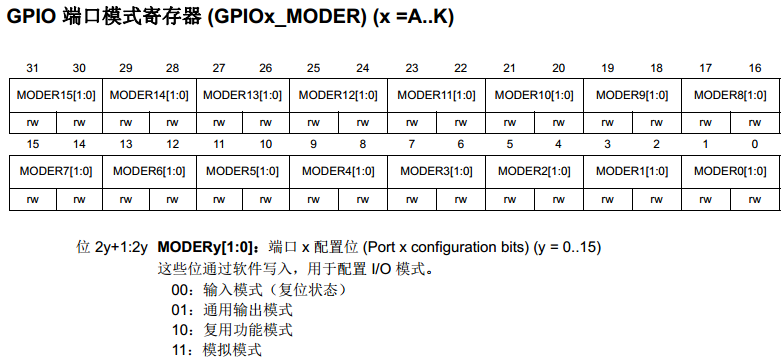 GPIO 端口模式寄存器 (GPIOx_MODER) (x =A..K)
31 30 29 28 27 26 25 24 23 22 21 20 19 18 17 16
MODER15[1:0] MODER14[1:0] MODER13[1:0] MODER12[1:0] MODER11[1:0] MODER10[1:0] MODER9[1:0] MODER8[1:0]
rw rw rw rw rw rw rw rw rw rw rw rw rw rw rw rw
15 14 13 12 11 10 9 8 7 6 5 4 3 2 1 0
MODER7[1:0] MODER6[1:0] MODER5[1:0] MODER4[1:0] MODER3[1:0] MODER2[1:0] MODER1[1:0] MODER0[1:0]
rw rw rw rw rw rw rw rw rw rw rw rw rw rw rw rw
位 2y+1:2y MODERy[1:0]：端口 x 配置位 (Port x configuration bits) (y = 0..15)
这些位通过软件写入，用于配置 I/O 模式。
00：输入模式（复位状态）
01：通用输出模式
10：复用功能模式
11：模拟模式